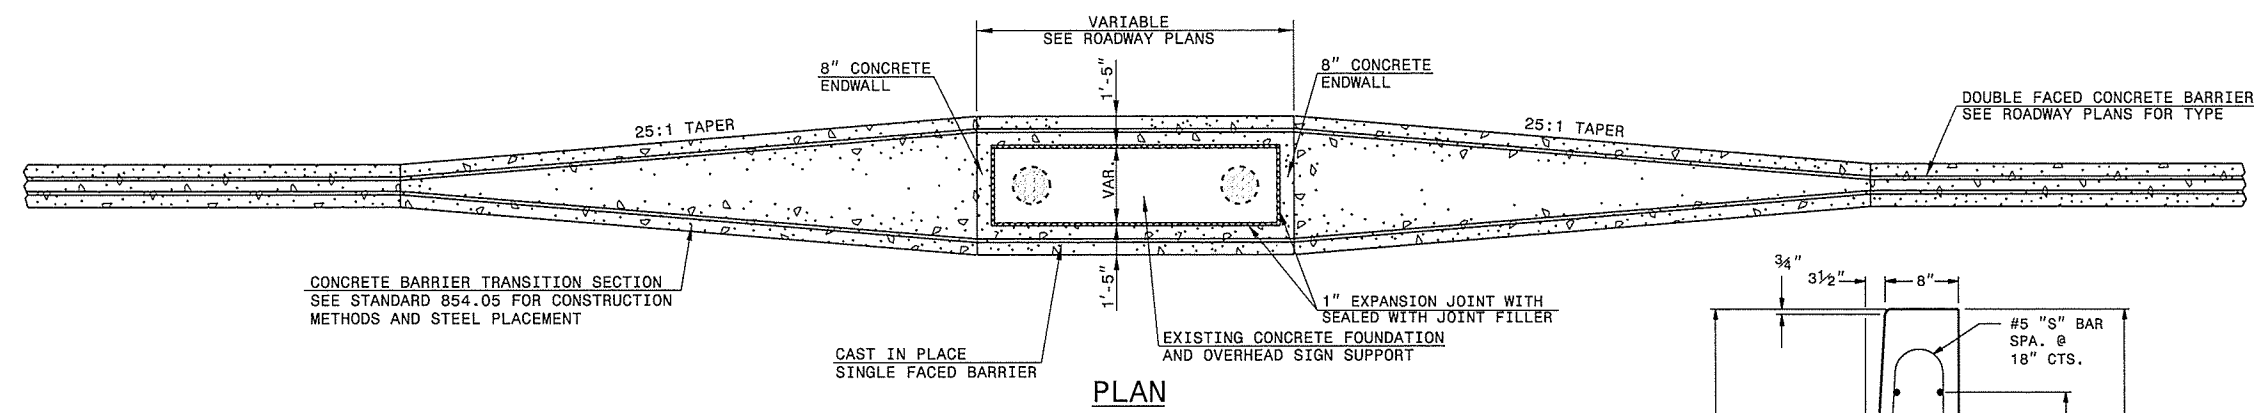 VARIABLE
SEE ROADWAY PLANS
8" CONCRETE
ENDWALL
1'-5"
8" CONCRETE
ENDWALL
DOUBLE FACED CONCRETE BARRIER
SEE ROADWAY PLANS FOR TYPE
25:1 TAPER
25:1 TAPER
VAR.
CONCRETE BARRIER TRANSITION SECTION
SEE STANDARD 854.05 FOR CONSTRUCTION
METHODS AND STEEL PLACEMENT
1'-5"
1" EXPANSION JOINT WITH
SEALED WITH JOINT FILLER
EXISTING CONCRETE FOUNDATION
AND OVERHEAD SIGN SUPPORT
CAST IN PLACE
SINGLE FACED BARRIER
PLAN
3/4"
3 1/2"
8"
#5 "S" BAR
SPA. @
18" CTS.